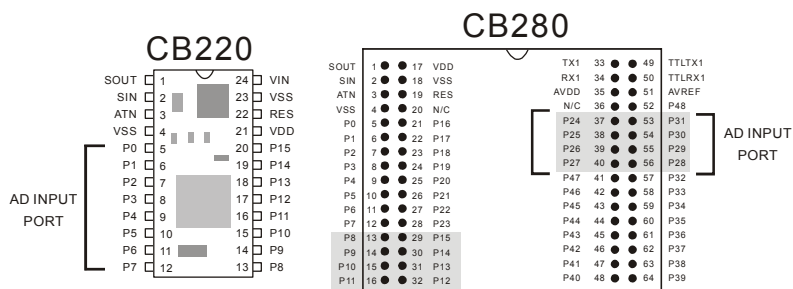 CB220
SOUT 1 24 VIN
SIN 2 23 VSS
ATN 3 22 RES
VSS 4 21 VDD
P0 5 20 P15
P1 6 19 P14
P2 7 18 P13
P3 8 17 P12
P4 9 16 P11
P5 10 15 P10
P6 11 14 P9
P7 12 13 P8
AD INPUT
PORT
CB280
SOUT 1 17 VDD
SIN 2 18 VSS
ATN 3 19 RES
VSS 4 20 N/C
P0 5 21 P16
P1 6 22 P17
P2 7 23 P18
P3 8 24 P19
P4 9 25 P20
P5 10 26 P21
P6 11 27 P22
P7 12 28 P23
P8 13 29 P15
P9 14 30 P14
P10 15 31 P13
P11 16 32 P12
TX1 33 49 TTLTX1
RX1 34 50 TTLRX1
AVDD 35 51 AVREF
N/C 36 52 P48
P24 37 53 P31
P25 38 54 P30
P26 39 55 P29
P27 40 56 P28
P47 41 57 P32
P46 42 58 P33
P45 43 59 P34
P44 44 60 P35
P43 45 61 P36
P42 46 62 P37
P41 47 63 P38
P40 48 64 P39
AD INPUT
PORT